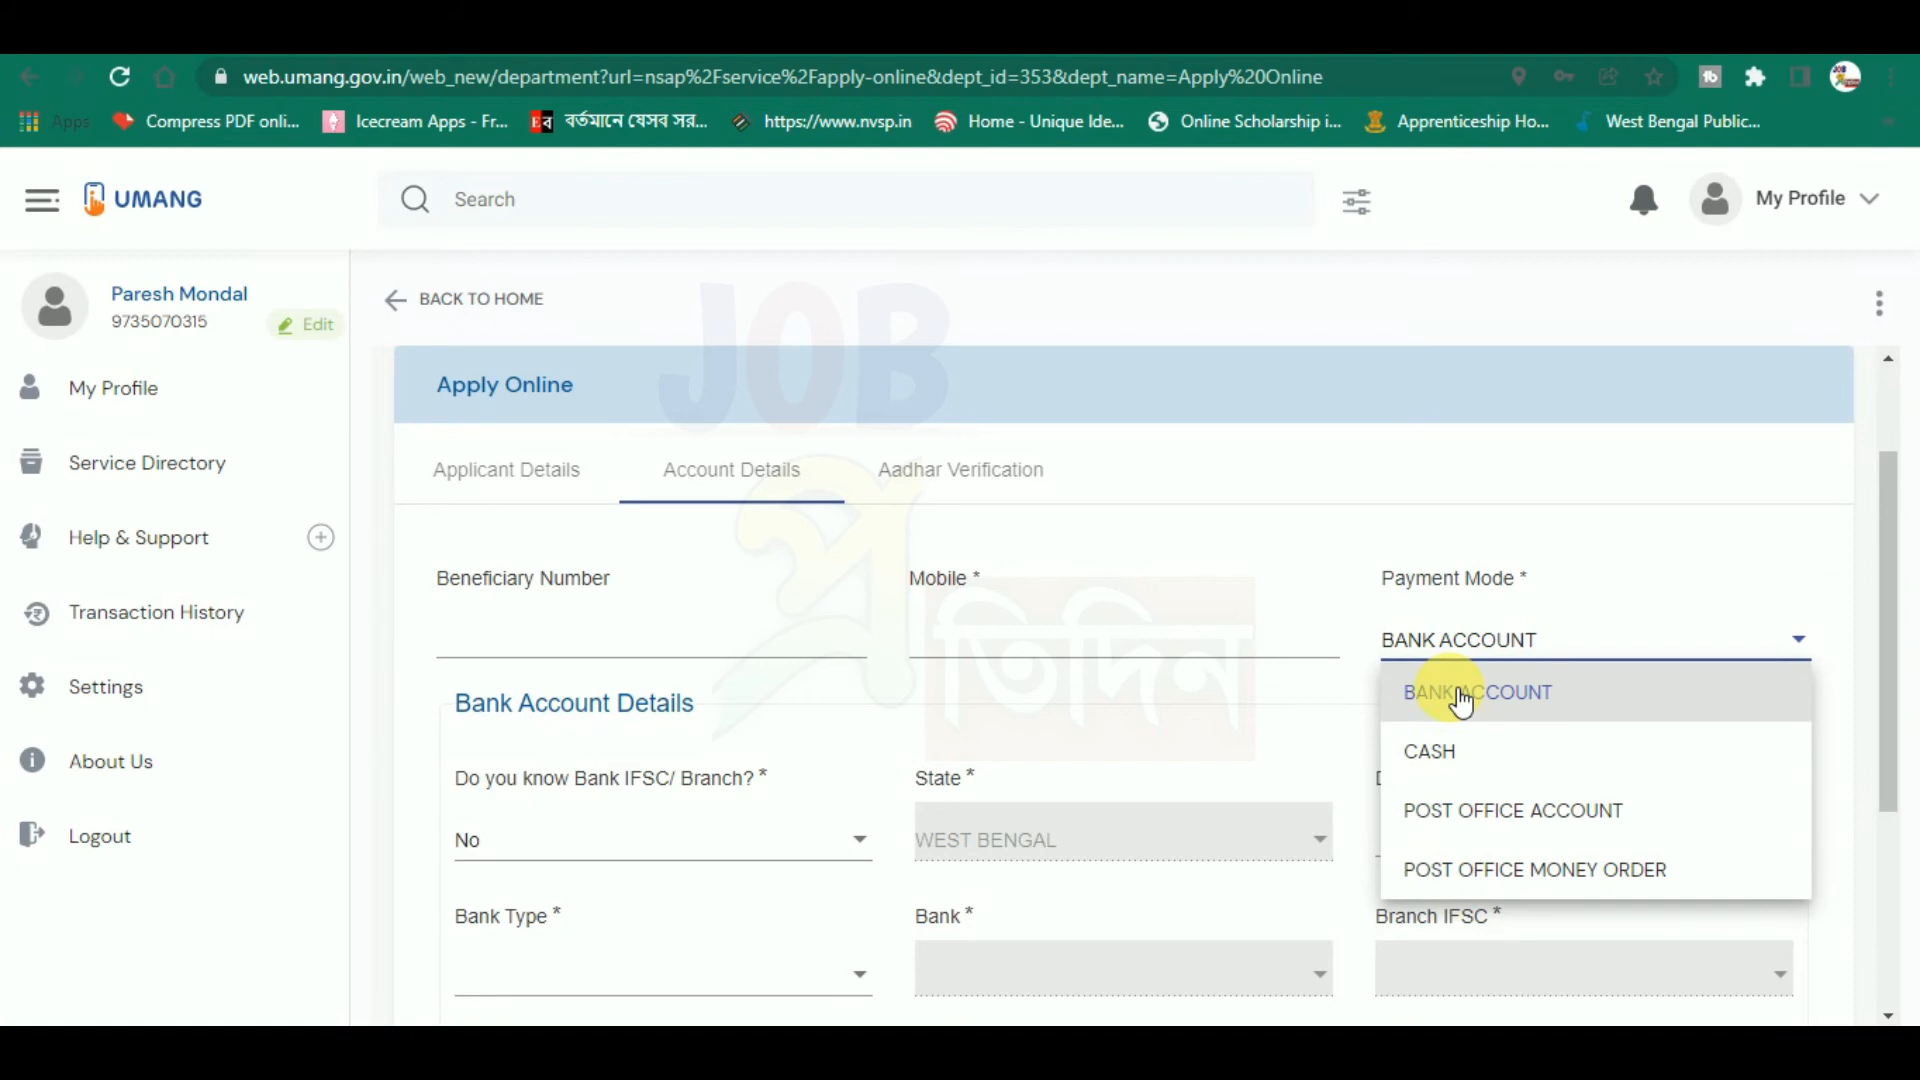 web.umang.gov.in/web_new/department?url=nsap%2Fservice%2Fapply-online&dept_id=353&dept_name=Apply%20Online
Apps Compress PDF onli... Icecream Apps - Fr... বর্তমানে যেসব সর... https://www.nvsp.in Home - Unique Ide... Online Scholarship i... Apprenticeship Ho... West Bengal Public...
UMANG Search My Profile
Paresh Mondal
9735070315
Edit
My Profile
Service Directory
Help & Support
Transaction History
Settings
About Us
Logout
BACK TO HOME
JOB
প্রতিদিন
Apply Online
Applicant Details Account Details Aadhar Verification
Beneficiary Number Mobile * Payment Mode *
BANK ACCOUNT
BANK ACCOUNT
CASH
POST OFFICE ACCOUNT
POST OFFICE MONEY ORDER
Bank Account Details
Do you know Bank IFSC/ Branch? * State * D
No WEST BENGAL
Bank Type * Bank * Branch IFSC *